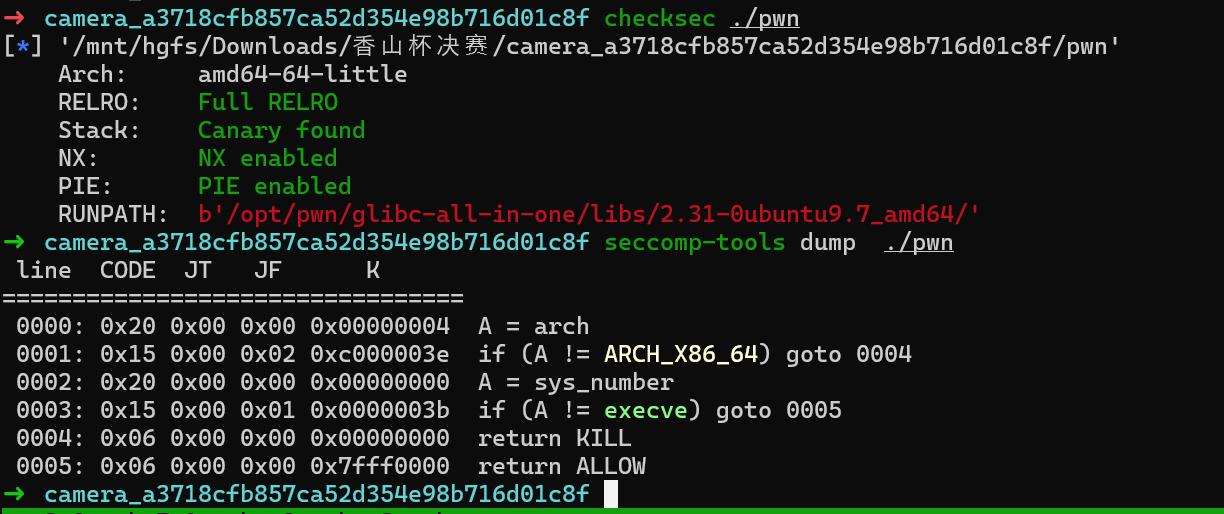 → camera_a3718cfb857ca52d354e98b716d01c8f checksec ./pwn
[*] '/mnt/hgfs/Downloads/香山杯决赛/camera_a3718cfb857ca52d354e98b716d01c8f/pwn'
    Arch:     amd64-64-little
    RELRO:    Full RELRO
    Stack:    Canary found
    NX:       NX enabled
    PIE:      PIE enabled
    RUNPATH:  b'/opt/pwn/glibc-all-in-one/libs/2.31-0ubuntu9.7_amd64/'
→ camera_a3718cfb857ca52d354e98b716d01c8f seccomp-tools dump  ./pwn
 line  CODE  JT   JF      K
=================================
 0000: 0x20 0x00 0x00 0x00000004  A = arch
 0001: 0x15 0x00 0x02 0xc000003e  if (A != ARCH_X86_64) goto 0004
 0002: 0x20 0x00 0x00 0x00000000  A = sys_number
 0003: 0x15 0x00 0x01 0x0000003b  if (A != execve) goto 0005
 0004: 0x06 0x00 0x00 0x00000000  return KILL
 0005: 0x06 0x00 0x00 0x7fff0000  return ALLOW
→ camera_a3718cfb857ca52d354e98b716d01c8f